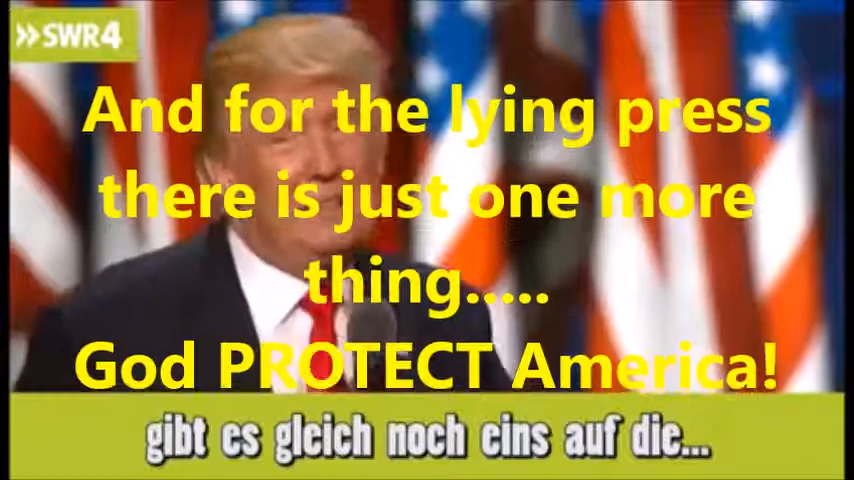 »SWR4
And for the lying press
there is just one more
thing.....
God PROTECT America!
gibt es gleich noch eins auf die...